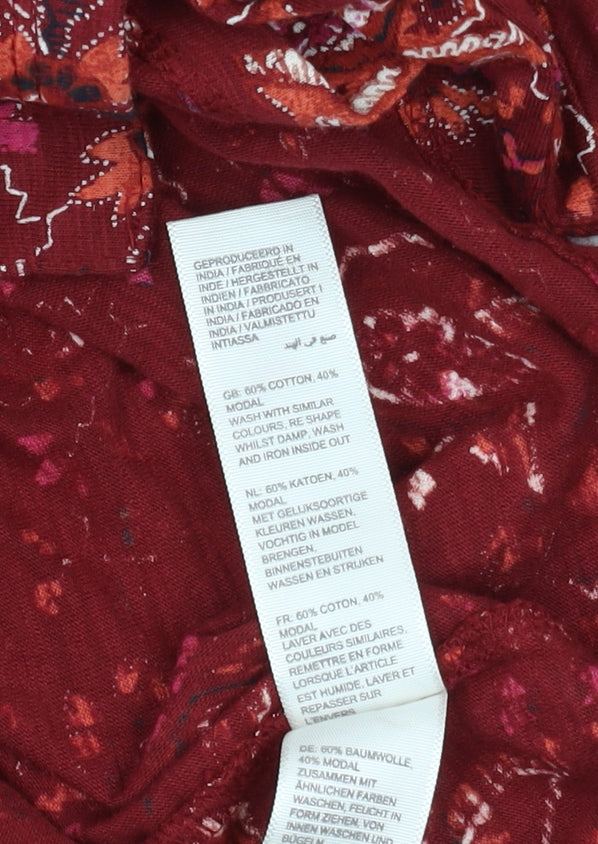 GEPRODUCEERD IN
INDIA / FABRIQUÉ EN
INDE / HERGESTELLT IN
INDIEN / FABBRICATO
IN INDIA / PRODUSERT I
INDIA / FABRICADO EN
INDIA / VALMISTETTU
INTIASSA
صنع في الهند
GB: 60% COTTON, 40%
MODAL
WASH WITH SIMILAR
COLOURS, RE SHAPE
WHILST DAMP, WASH
AND IRON INSIDE OUT
NL: 60% KATOEN, 40%
MODAL
MET GELIJKSOORTIGE
KLEUREN WASSEN,
VOCHTIG IN MODEL
BRENGEN,
BINNENSTEBUITEN
WASSEN EN STRIJKEN
FR: 60% COTON, 40%
MODAL
LAVER AVEC DES
COULEURS SIMILAIRES,
REMETTRE EN FORME
LORSQUE L'ARTICLE
EST HUMIDE, LAVER ET
REPASSER SUR
L'ENVERS
DE: 60% BAUMWOLLE,
40% MODAL
ZUSAMMEN MIT
ÄHNLICHEN FARBEN
WASCHEN, FEUCHT IN
FORM ZIEHEN, VON
INNEN WASCHEN UND
BÜGELN